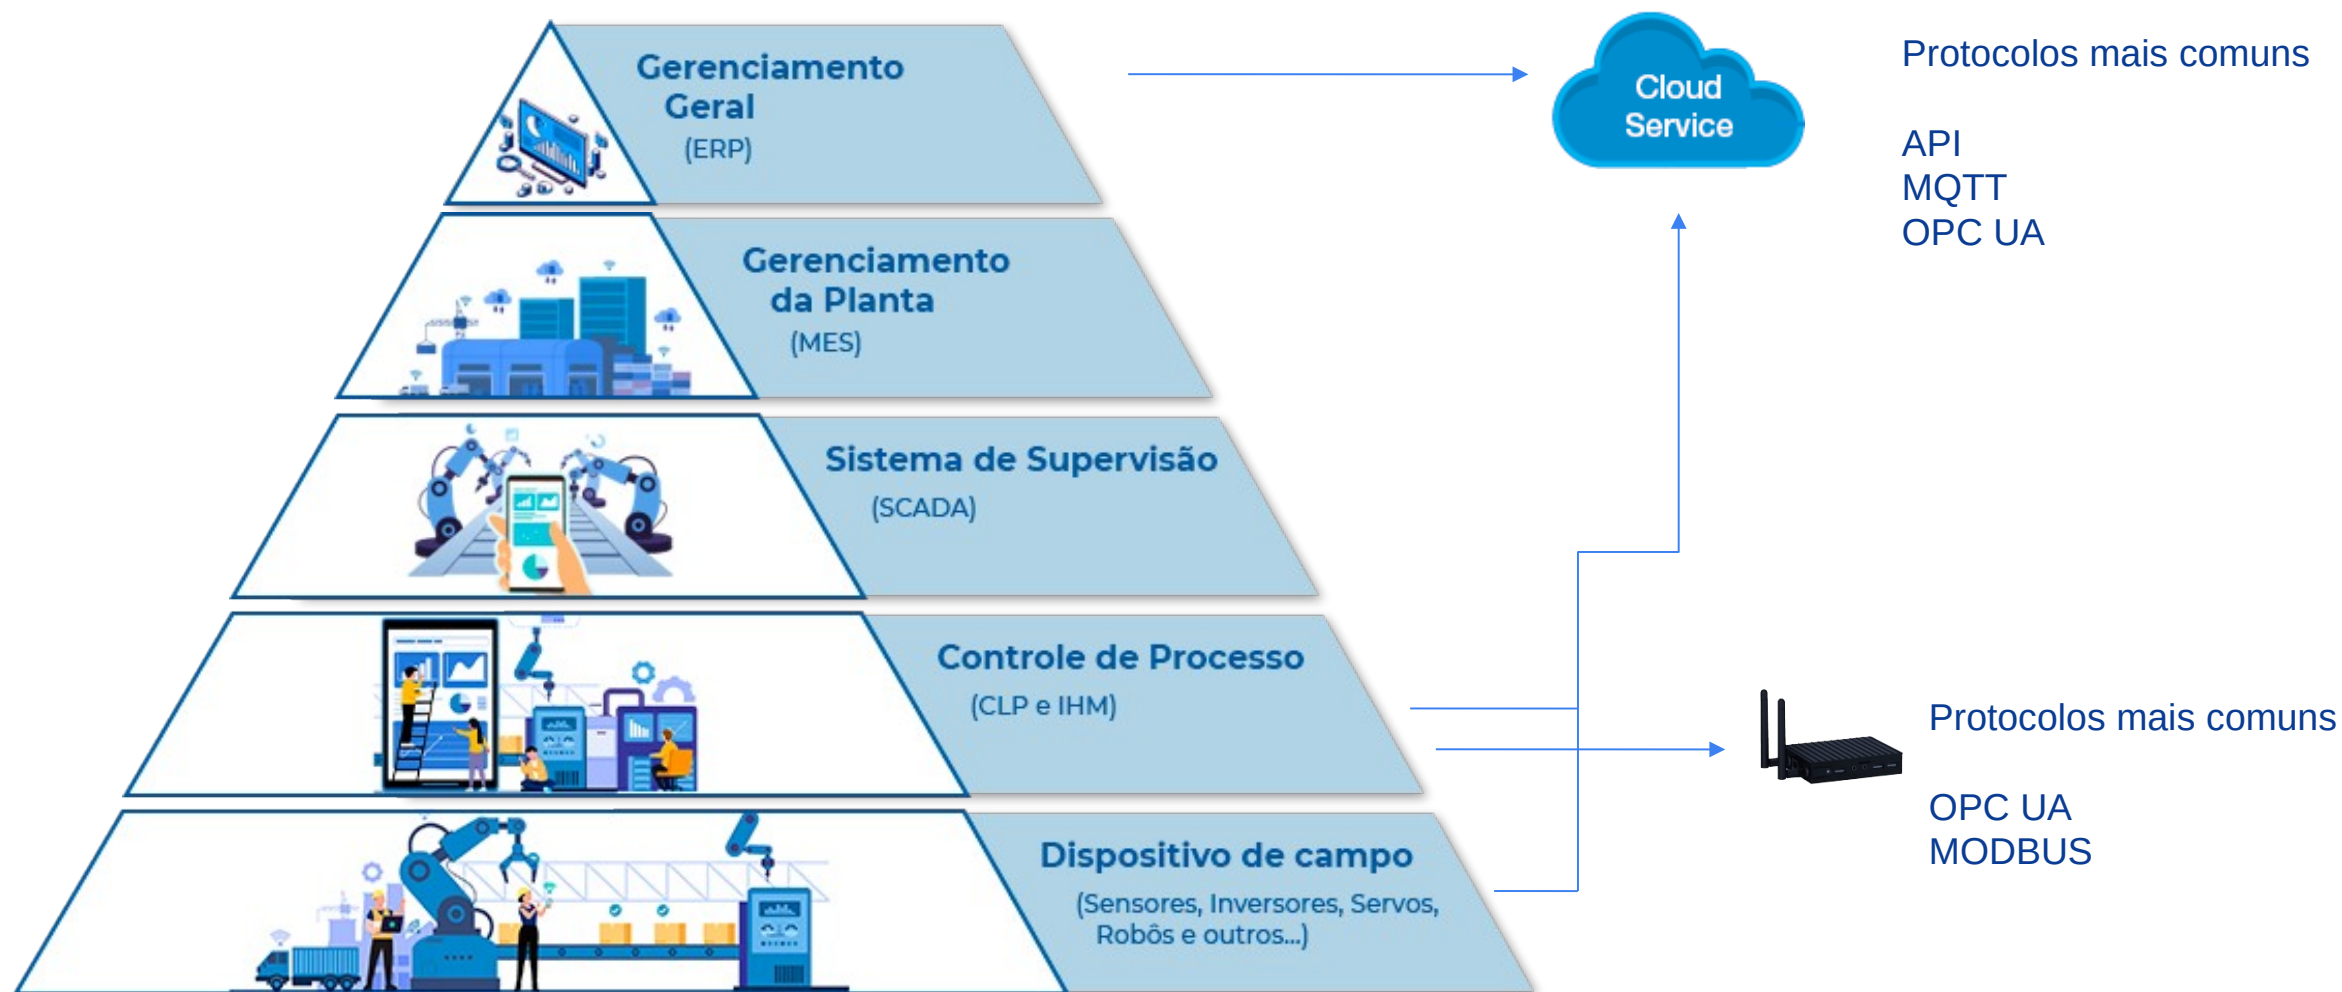 Gerenciamento
Geral
(ERP)
Cloud
Service
Protocolos mais comuns
API
MQTT
OPC UA
Gerenciamento
da Planta
(MES)
Sistema de Supervisão
(SCADA)
Controle de Processo
(CLP e IHM)
Protocolos mais comuns
OPC UA
MODBUS
Dispositivo de campo
(Sensores, Inversores, Servos,
Robôs e outros...)